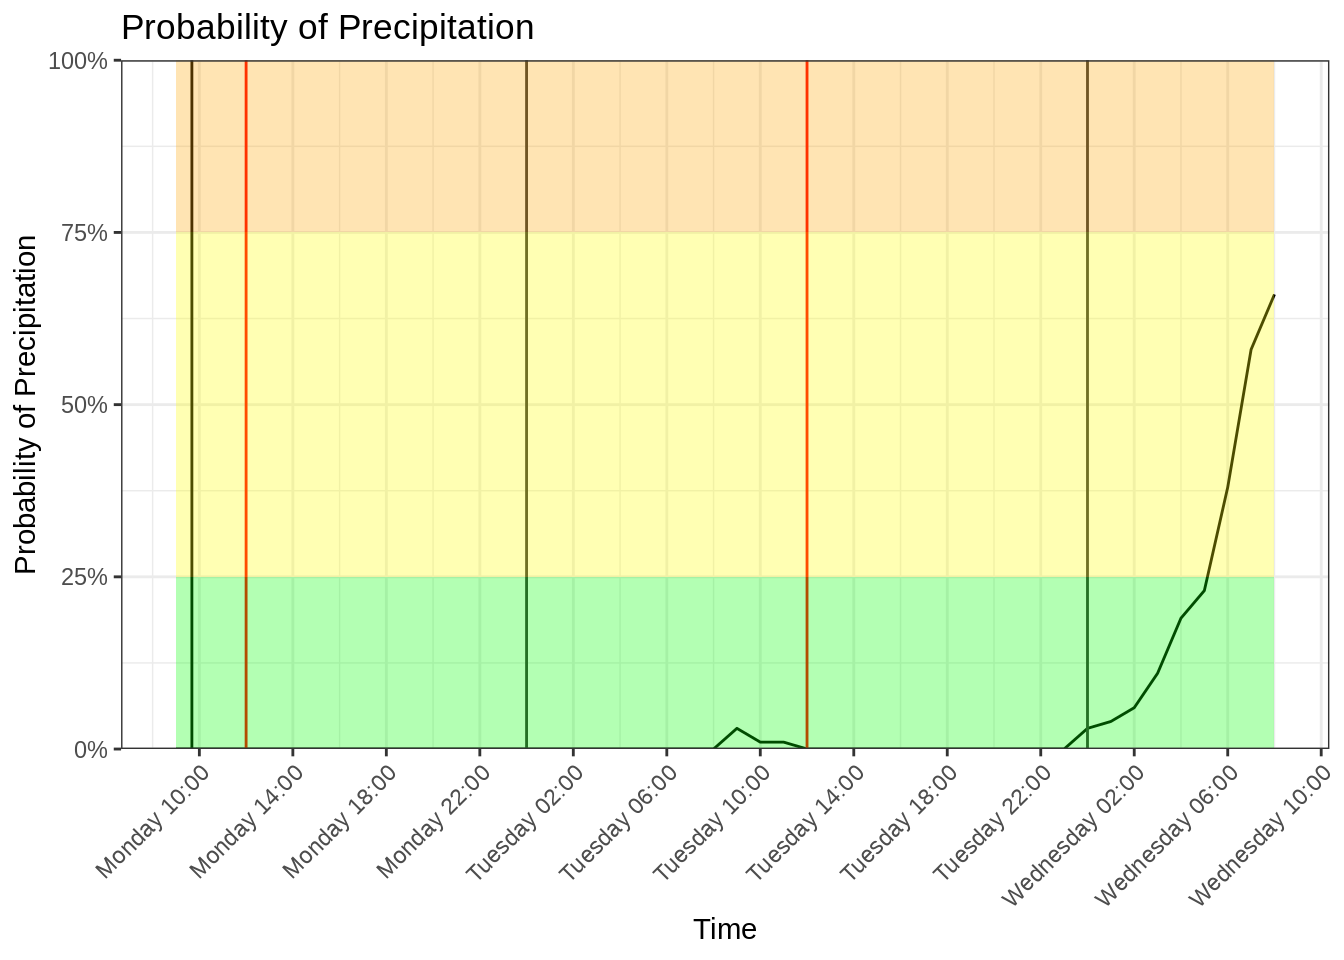 Probability of Precipitation
Probability of Precipitation
100%
75%
50%
25%
0%
Monday 10:00
Monday 14:00
Monday 18:00
Monday 22:00
Tuesday 02:00
Tuesday 06:00
Tuesday 10:00
Tuesday 14:00
Tuesday 18:00
Tuesday 22:00
Wednesday 02:00
Wednesday 06:00
Wednesday 10:00
Time